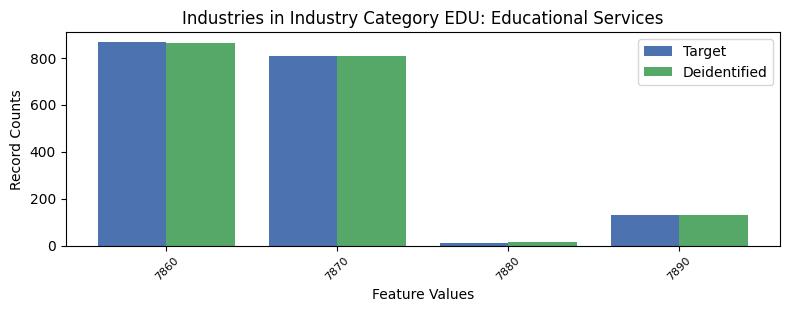 Industries in Industry Category EDU: Educational Services
Record Counts
800
600
400
200
0
Target
Deidentified
7860
7870
7880
7890
Feature Values